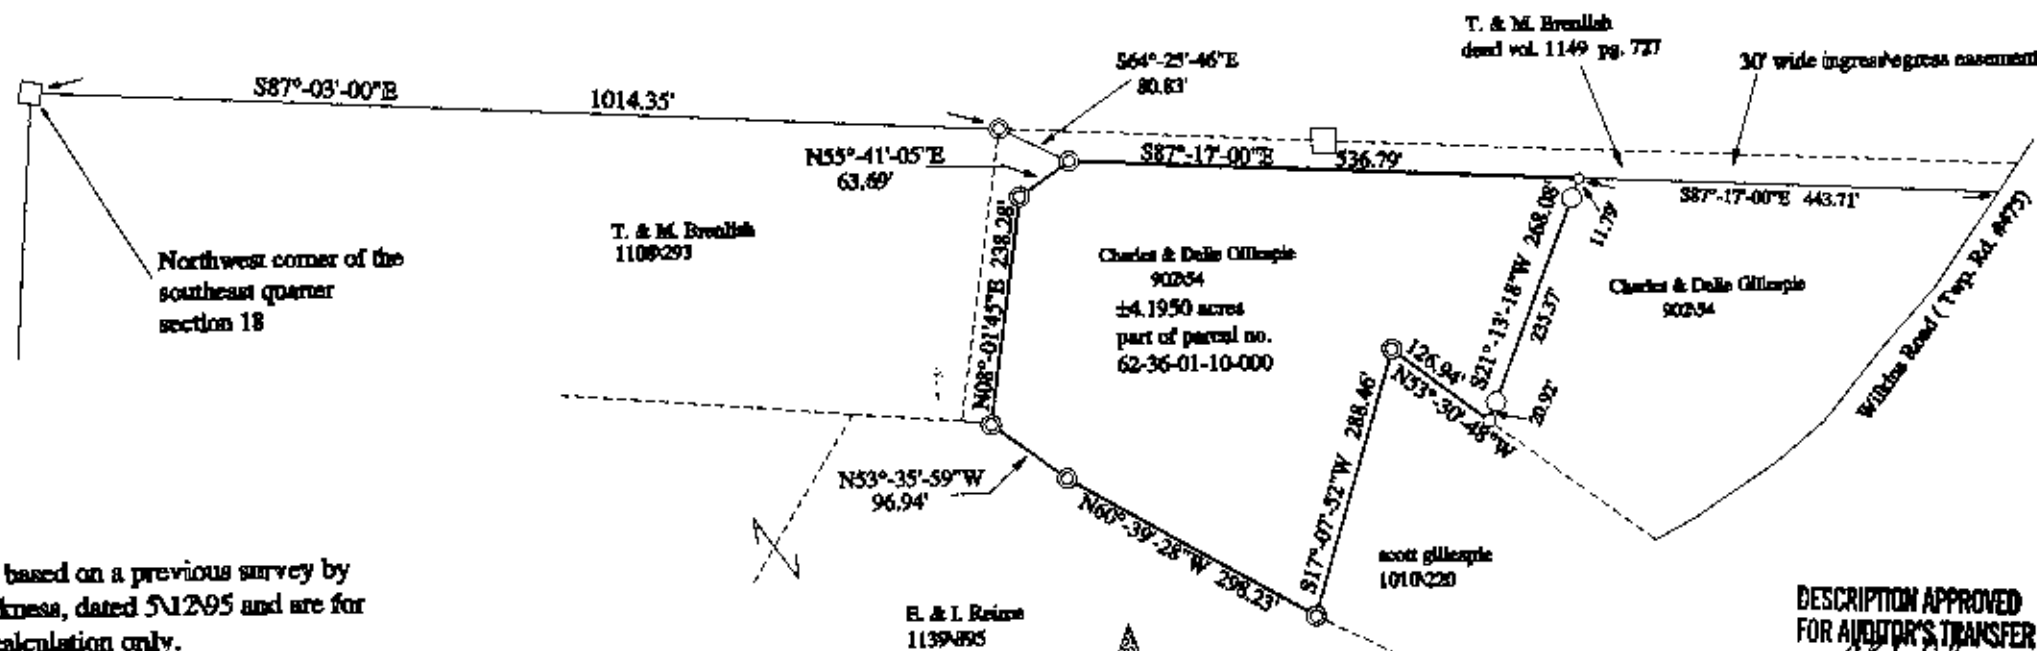 T. & M. Brenlish
deed vol. 1149 pg. 727
30' wide ingress\egress easement
S64°-25'-46"E
80.83'
S87°-03'-00"E
1014.35'
N55°-41'-05"E
63.69'
S87°-17'-00"E
536.79'
S87°-17'-00"E 443.71'
11.79'
S21°-13'-18"W 268.08'
235.37'
20.92'
Wilkins Road ( Twp. Rd. #475)
Northwest corner of the
southeast quarter
section 18
T. & M. Brenlish
1108\293
N08°-01'45"E 238.28'
Charles & Delie Gillespie
902\54
±4.1950 acres
part of parcel no.
62-36-01-10-000
Charles & Delie Gillespie
902\54
126.94'
N53°-30'-48"W
S17°-07'-52"W 288.46'
N53°-35'-59"W
96.94'
N60°-39'-28"W 298.23'
scott gillespie
1010\220
based on a previous survey by
kness, dated 5\12\95 and are for
calculation only.
E. & I.
DESCRIPTION APPROVED
FOR AUDITOR'S TRANSFER